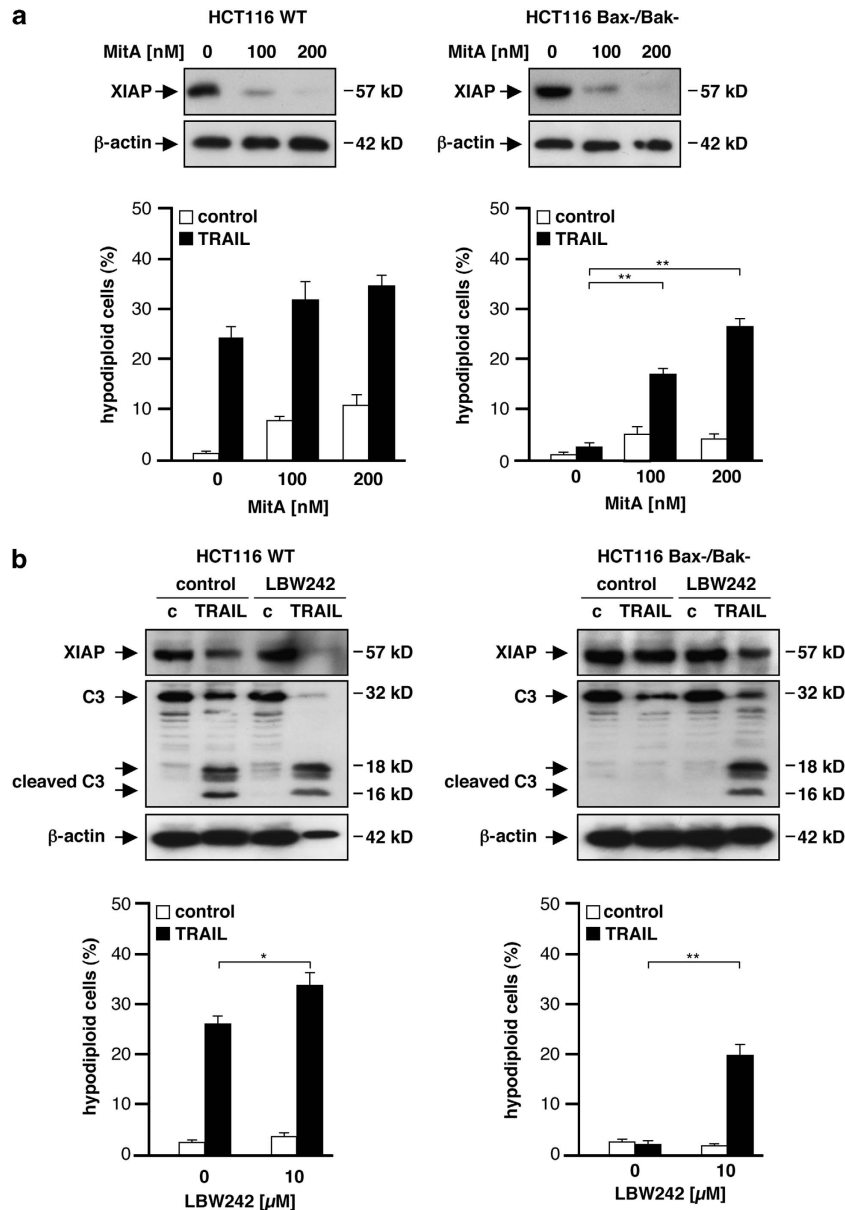 a
HCT116 WT
MitA [nM] 0 100 200
XIAP 57 kD
β-actin 42 kD
50
40
30
20
10
0
hypodiploid cells (%)
control
TRAIL
0 100 200
MitA [nM]
HCT116 Bax-/Bak-
MitA [nM] 0 100 200
XIAP 57 kD
β-actin 42 kD
50
40
30
20
10
0
hypodiploid cells (%)
control
TRAIL
**
**
0 100 200
MitA [nM]
b
HCT116 WT
control LBW242
c TRAIL c TRAIL
XIAP 57 kD
C3 32 kD
18 kD
cleaved C3
16 kD
β-actin 42 kD
50
40
30
20
10
0
hypodiploid cells (%)
control
TRAIL
*
0 10
LBW242 [μM]
HCT116 Bax-/Bak-
control LBW242
c TRAIL c TRAIL
XIAP 57 kD
C3 32 kD
18 kD
cleaved C3
16 kD
β-actin 42 kD
50
40
30
20
10
0
hypodiploid cells (%)
control
TRAIL
**
0 10
LBW242 [μM]